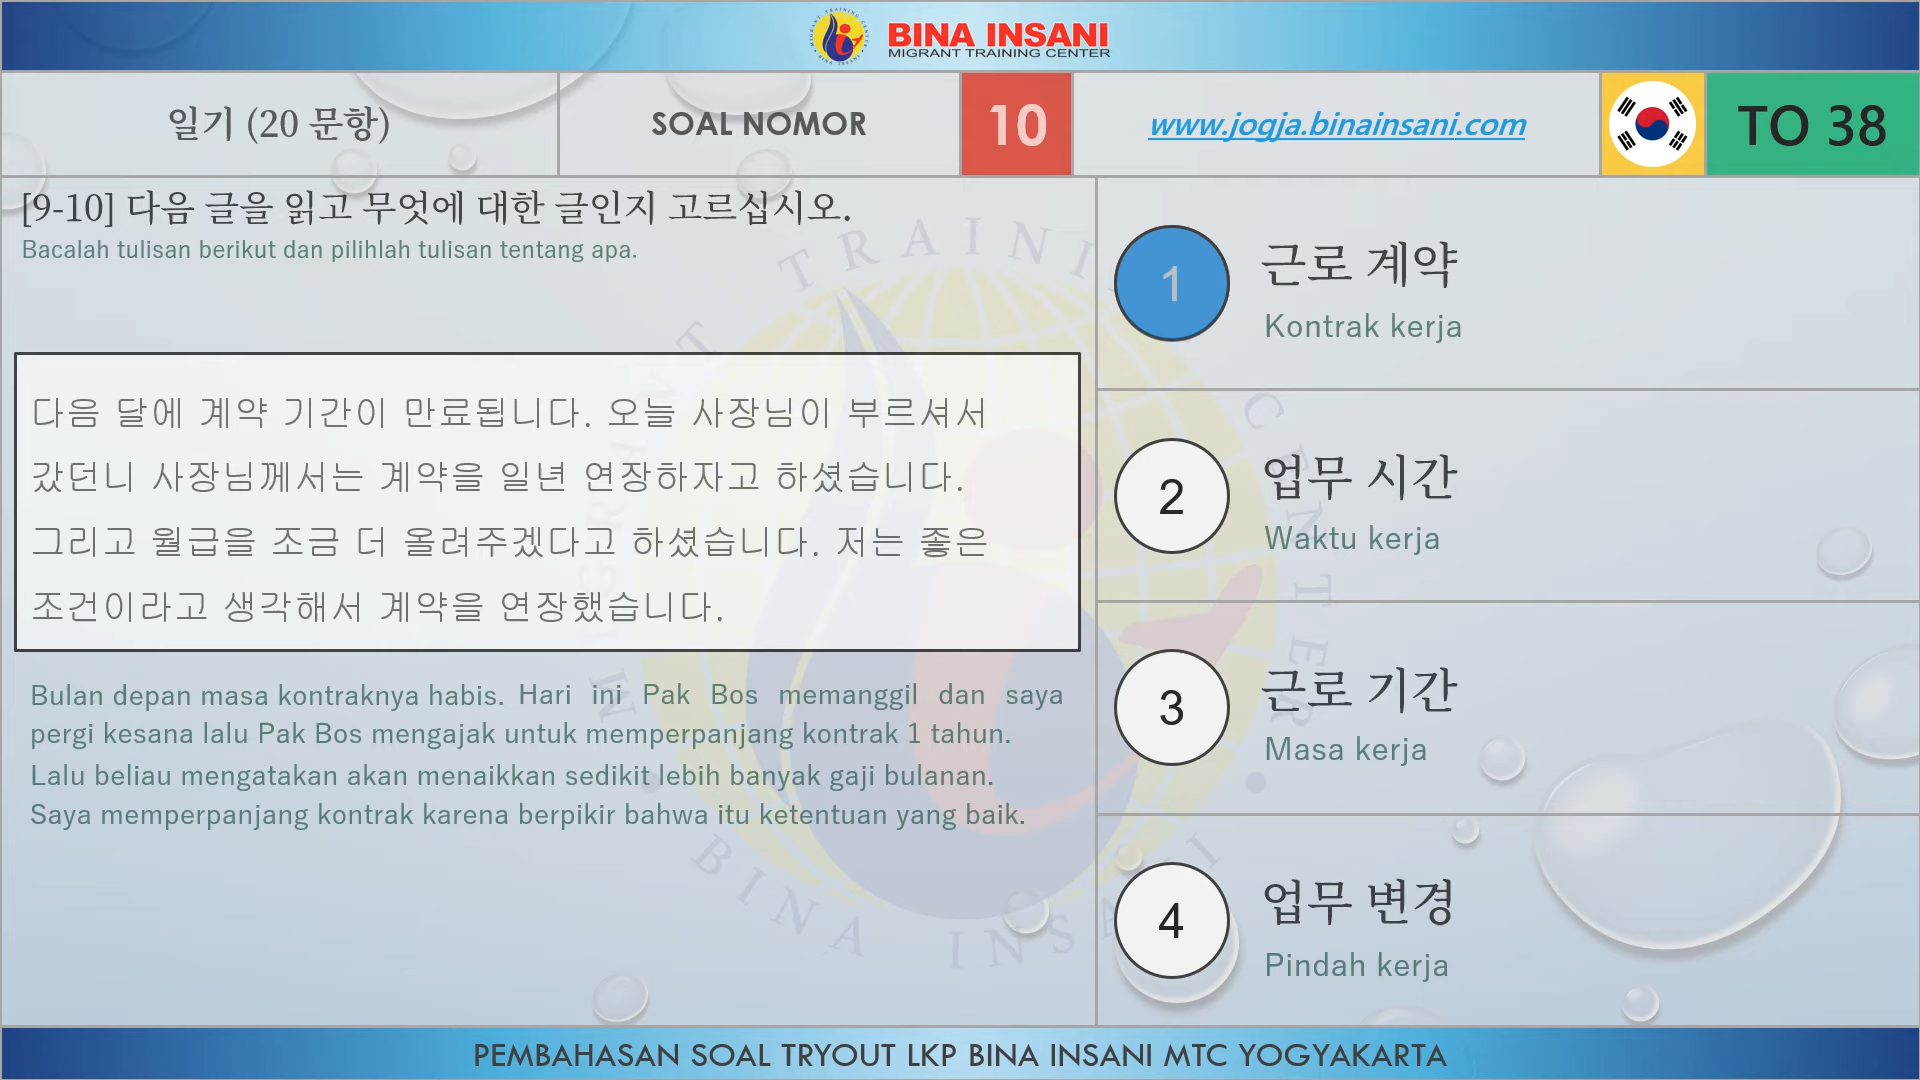 BINA INSANI
MIGRANT TRAINING CENTER
일기 (20 문항)
SOAL NOMOR
10
www.jogja.binainsani.com
TO 38
[9-10] 다음 글을 읽고 무엇에 대한 글인지 고르십시오.
Bacalah tulisan berikut dan pilihlah tulisan tentang apa.
다음 달에 계약 기간이 만료됩니다. 오늘 사장님이 부르셔서
갔던니 사장님께서는 계약을 일년 연장하자고 하셨습니다.
그리고 월급을 조금 더 올려주겠다고 하셨습니다. 저는 좋은
조건이라고 생각해서 계약을 연장했습니다.
Bulan depan masa kontraknya habis. Hari ini Pak Bos memanggil dan saya
pergi kesana lalu Pak Bos mengajak untuk memperpanjang kontrak 1 tahun.
Lalu beliau mengatakan akan menaikkan sedikit lebih banyak gaji bulanan.
Saya memperpanjang kontrak karena berpikir bahwa itu ketentuan yang baik.
1
근로 계약
Kontrak kerja
2
업무 시간
Waktu kerja
3
근로 기간
Masa kerja
4
업무 변경
Pindah kerja
MIGRANT TRAINING CENTER
BINA INSANI
PEMBAHASAN SOAL TRYOUT LKP BINA INSANI MTC YOGYAKARTA